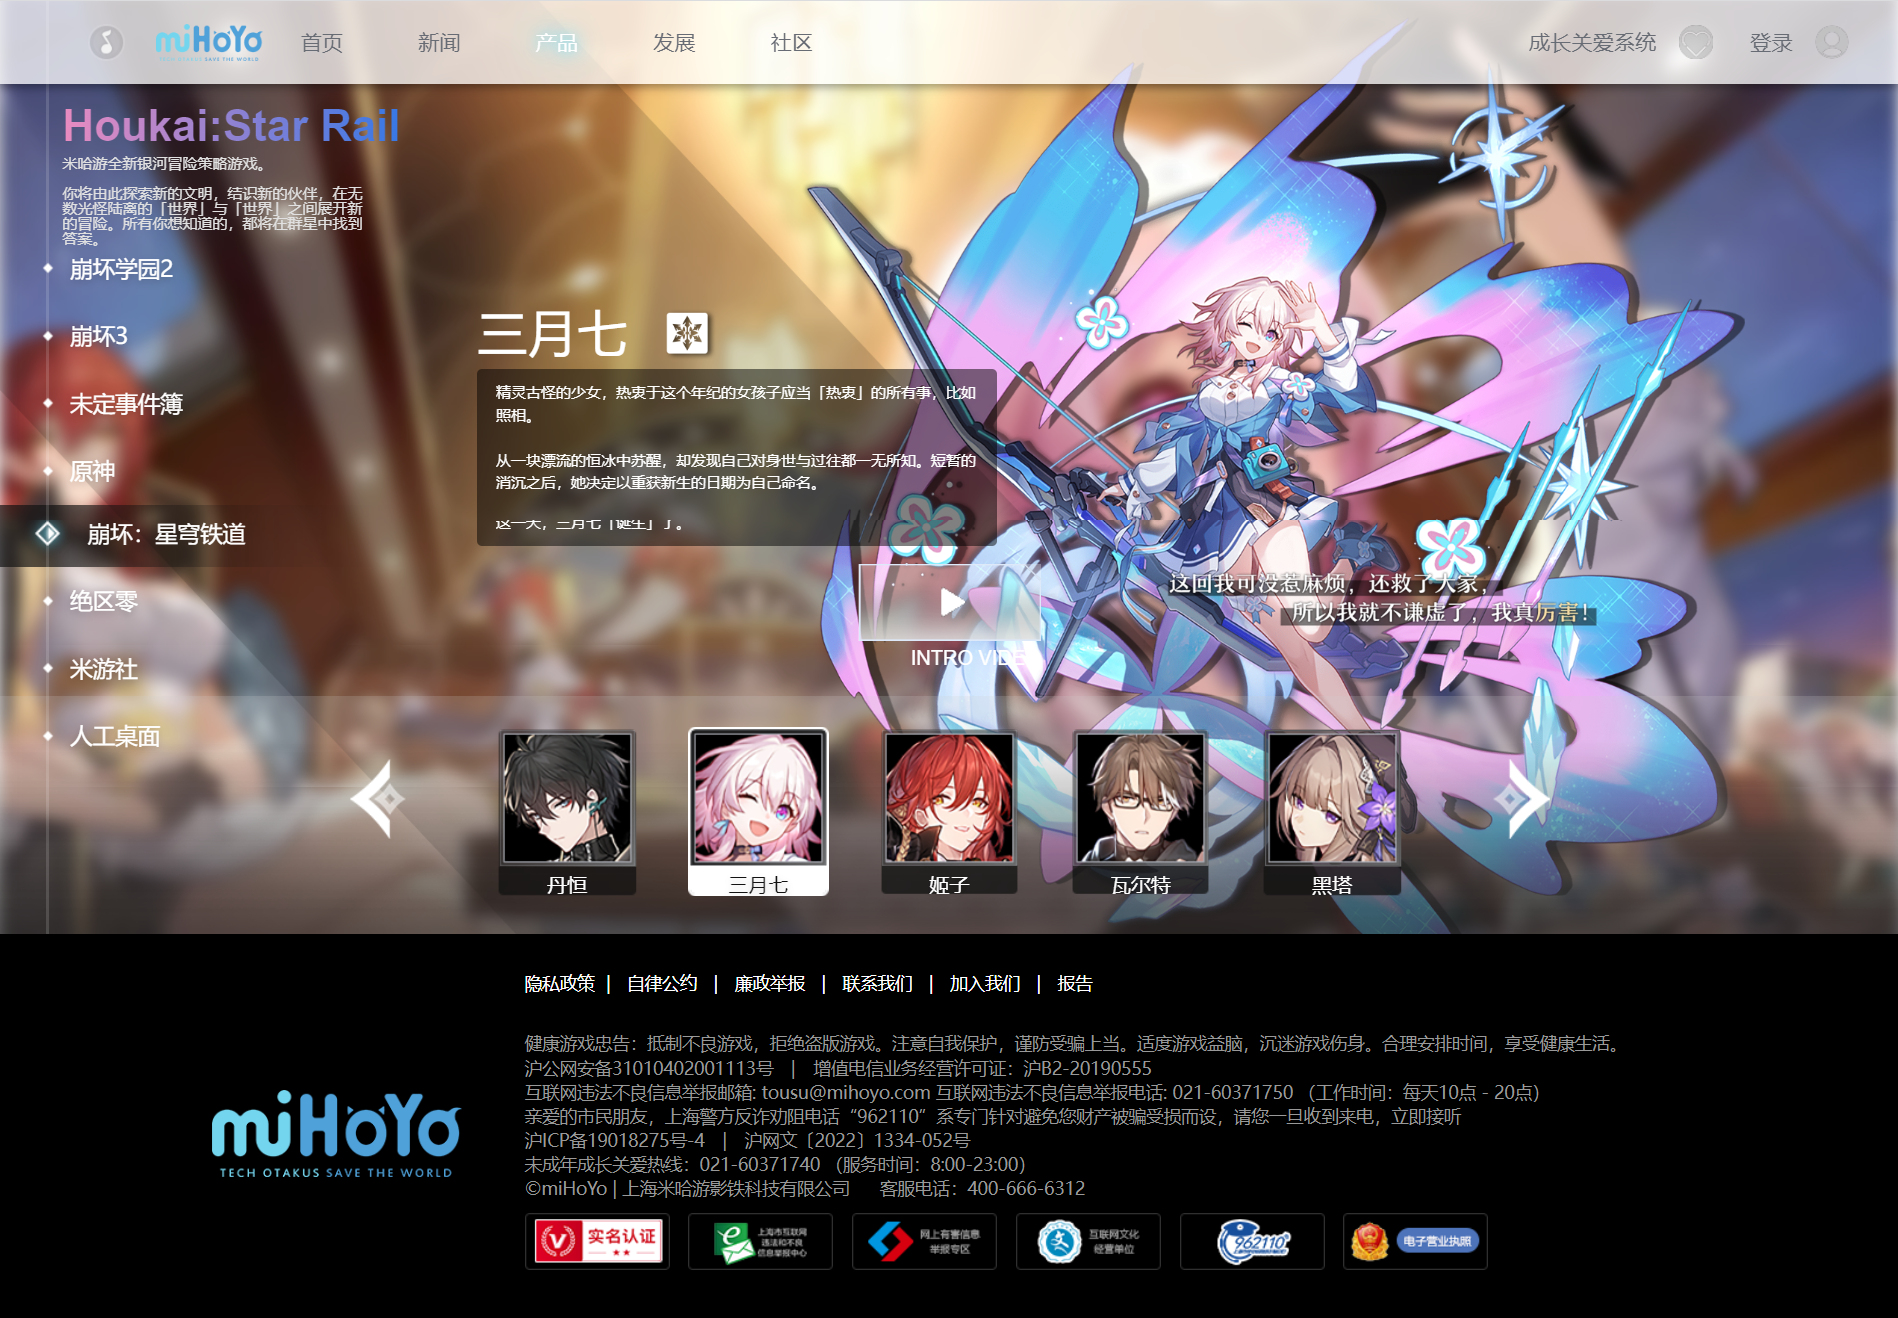 miHoYo
TECH OTAKUS SAVE THE WORLD
首页
新闻
产品
发展
社区
成长关爱系统
登录
Houkai:Star Rail
米哈游全新银河冒险策略游戏。
你将由此探索新的文明，结识新的伙伴，在无
数光怪陆离的「世界」与「世界」之间展开新
的冒险。所有你想知道的，都将在群星中找到
答案。
崩坏学园2
崩坏3
未定事件簿
原神
崩坏：星穹铁道
绝区零
米游社
人工桌面
三月七
精灵古怪的少女，热衷于这个年纪的女孩子应当「热衷」的所有事，比如
照相。
从一块漂流的恒冰中苏醒，却发现自己对身世与过往都一无所知。短暂的
消沉之后，她决定以重获新生的日期为自己命名。
这一天，三月七「诞生」了。
INTRO VIDE
这回我可没惹麻烦，还救了大家，
所以我就不谦虚了，我真厉害！
丹恒
三月七
姬子
瓦尔特
黑塔
隐私政策 | 自律公约 | 廉政举报 | 联系我们 | 加入我们 | 报告
健康游戏忠告：抵制不良游戏，拒绝盗版游戏。注意自我保护，谨防受骗上当。适度游戏益脑，沉迷游戏伤身。合理安排时间，享受健康生活。
沪公网安备31010402001113号 | 增值电信业务经营许可证：沪B2-20190555
互联网违法不良信息举报邮箱: tousu@mihoyo.com 互联网违法不良信息举报电话: 021-60371750 （工作时间：每天10点 - 20点）
亲爱的市民朋友，上海警方反诈劝阻电话“962110”系专门针对避免您财产被骗受损而设，请您一旦收到来电，立即接听
沪ICP备19018275号-4 | 沪网文〔2022〕1334-052号
未成年成长关爱热线：021-60371740 （服务时间：8:00-23:00）
©miHoYo | 上海米哈游影铁科技有限公司 客服电话：400-666-6312
miHoYo
TECH OTAKUS SAVE THE WORLD
实名认证
上海市互联网
违法和不良
信息举报中心
网上有害信息
举报专区
互联网文化
经营单位
962110
电子营业执照